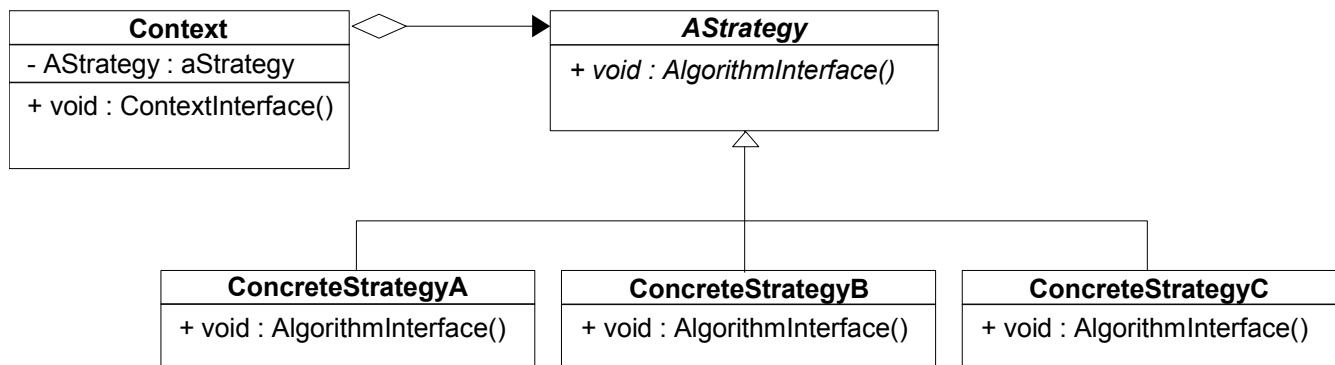 Context
- AStrategy : aStrategy
+ void : ContextInterface()
AStrategy
+ void : AlgorithmInterface()
ConcreteStrategyA
+ void : AlgorithmInterface()
ConcreteStrategyB
+ void : AlgorithmInterface()
ConcreteStrategyC
+ void : AlgorithmInterface()